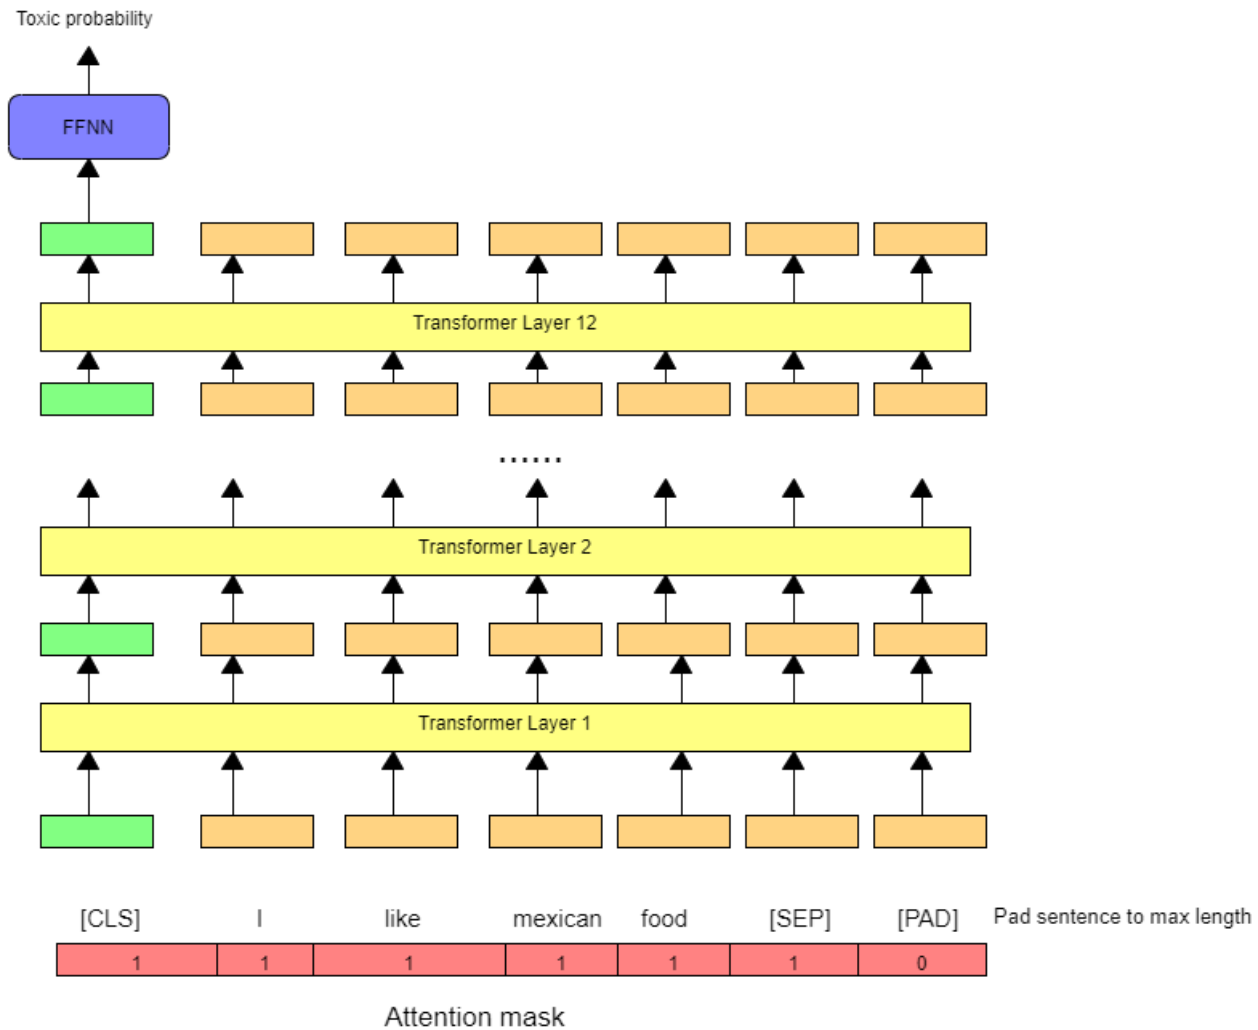 Toxic probability
FFNN
Transformer Layer 12
......
Transformer Layer 2
Transformer Layer 1
[CLS] I like mexican food [SEP] [PAD] Pad sentence to max length
1 1 1 1 1 1 0
Attention mask